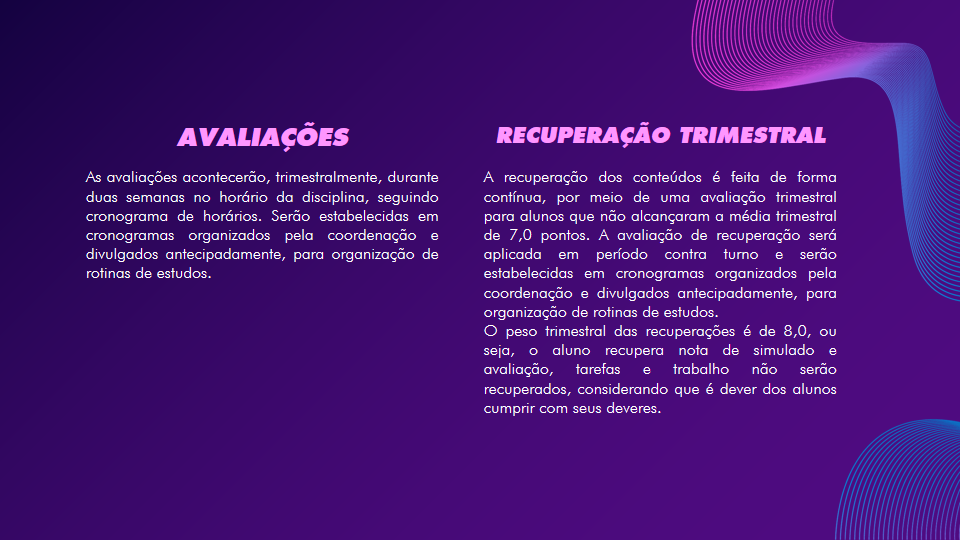 AVALIAÇÕES
As avaliações acontecerão, trimestralmente, durante
duas semanas no horário da disciplina, seguindo
cronograma de horários. Serão estabelecidas em
cronogramas organizados pela coordenação e
divulgados antecipadamente, para organização de
rotinas de estudos.
RECUPERAÇÃO TRIMESTRAL
A recuperação dos conteúdos é feita de forma
contínua, por meio de uma avaliação trimestral
para alunos que não alcançaram a média trimestral
de 7,0 pontos. A avaliação de recuperação será
aplicada em período contra turno e serão
estabelecidas em cronogramas organizados pela
coordenação e divulgados antecipadamente, para
organização de rotinas de estudos.
O peso trimestral das recuperações é de 8,0, ou
seja, o aluno recupera nota de simulado e
avaliação, tarefas e trabalho não serão
recuperados, considerando que é dever dos alunos
cumprir com seus deveres.